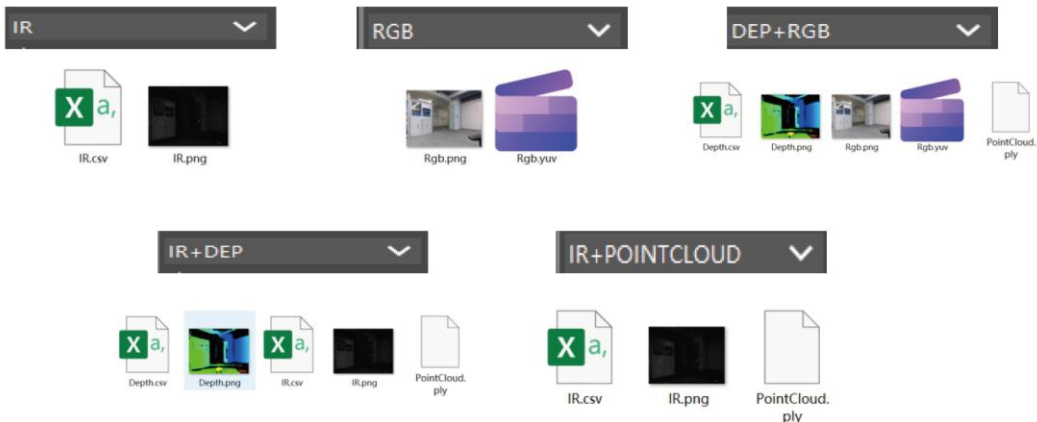 IR
RGB
DEP+RGB
X a,
IR.csv
IR.png
Rgb.png
Rgb.yuv
X a,
Depth.csv
Depth.png
Rgb.png
Rgb.yuv
PointCloud.
ply
IR+DEP
IR+POINTCLOUD
X a,
Depth.csv
Depth.png
X a,
IR.csv
IR.png
PointCloud.
ply
X a,
IR.csv
IR.png
PointCloud.
ply